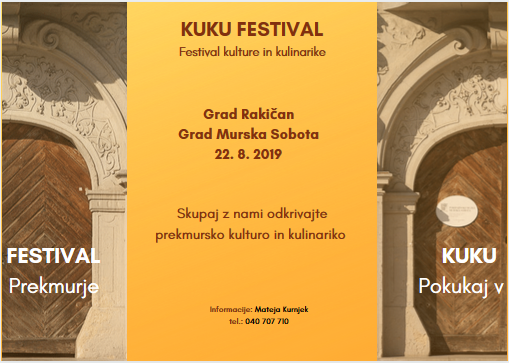 KUKU FESTIVAL
Festival kulture in kulinarike
Grad Rakičan
Grad Murska Sobota
22. 8. 2019
Skupaj z nami odkrivajte
prekmursko kulturo in kulinariko
Informacije: Mateja Kumjek
tel.: 040 707 710
FESTIVAL
Prekmurje
KUKU
Pokukaj v